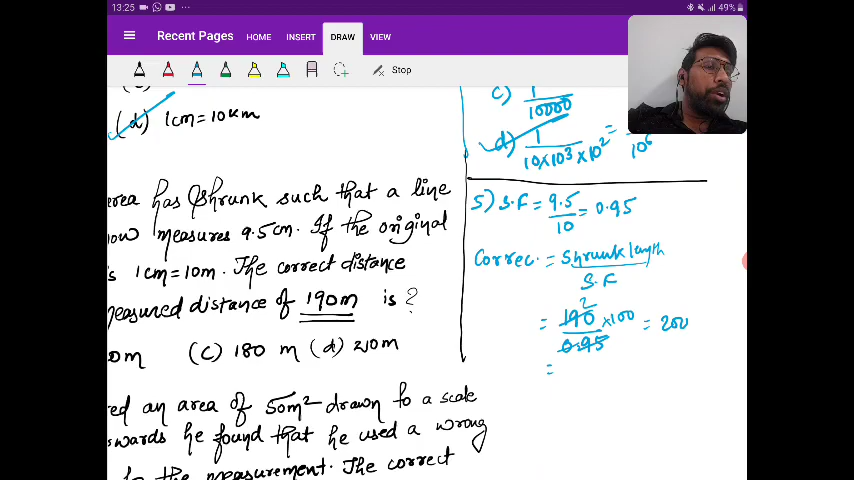 13:25
49%
Recent Pages HOME INSERT DRAW VIEW
Stop
(d) 1cm = 10km
area has shrunk such that a line
now measures 9.5cm. If the original
is 1cm = 10m. The correct distance
measured distance of 190m is?
0m (C) 180 m (d) 210m
red an area of 50m² drawn to a scale
wards he found that he used a wrong
for the measurement. The correct
c) 1/10000
d) 1/10×10³×10² = 10⁶
5) S.F = 9.5/10 = 0.95
Correc. = Shrunk length/S.F
= 190/0.95 2 ×100 = 200
=